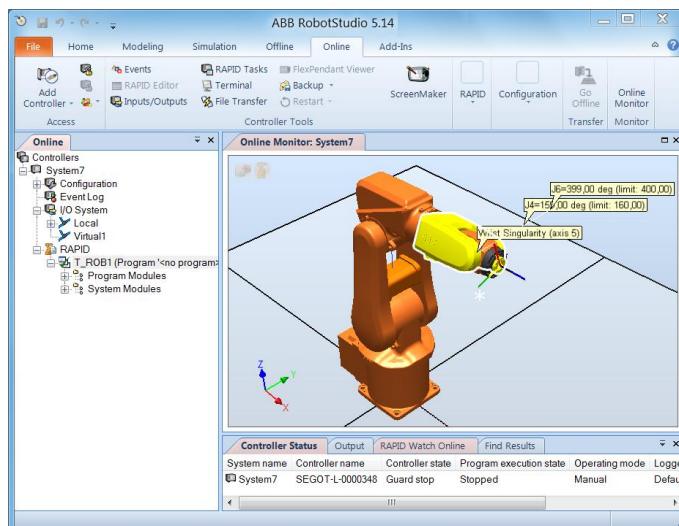 ABB RobotStudio 5.14
File Home Modeling Simulation Offline Online Add-Ins
Add Controller
Access
Events
RAPID Editor
Inputs/Outputs
RAPID Tasks
Terminal
File Transfer
FlexPendant Viewer
Backup
Restart
Controller Tools
ScreenMaker
RAPID
Configuration
Go Offline
Transfer
Online Monitor
Monitor
Online
Controllers
System7
Configuration
Event Log
I/O System
Local
Virtual1
RAPID
T_ROB1 (Program '<no program>
Program Modules
System Modules
Online Monitor: System7
J6=399,00 deg (limit: 400,00)
J4=159,00 deg (limit: 160,00)
Wrist Singularity (axis 5)
Z
Y
X
Controller Status Output RAPID Watch Online Find Results
System name Controller name Controller state Program execution state Operating mode Logge
System7 SEGOT-L-0000348 Guard stop Stopped Manual Defau